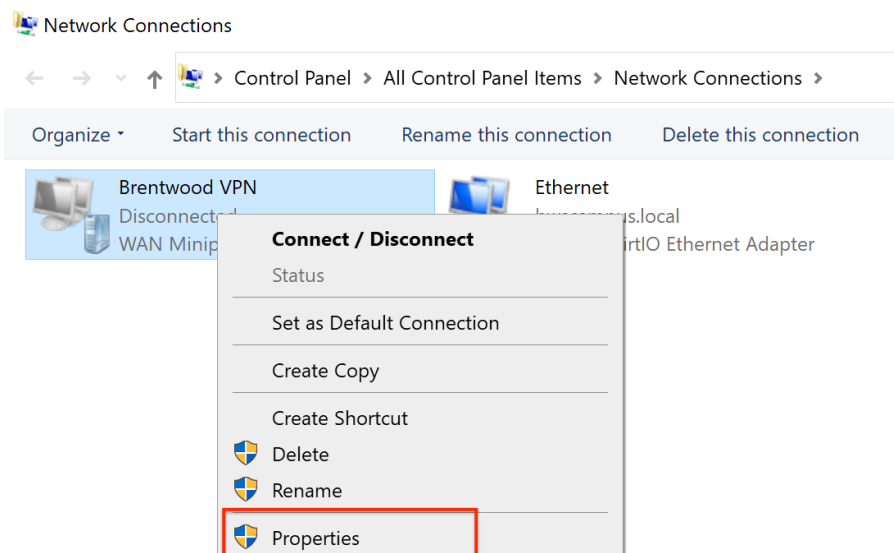 Network Connections
Control Panel > All Control Panel Items > Network Connections >
Organize Start this connection Rename this connection Delete this connection
Brentwood VPN
Disconnected
WAN
Ethernet
Ethernet Adapter
Connect / Disconnect
Status
Set as Default Connection
Create Copy
Create Shortcut
Delete
Rename
Properties